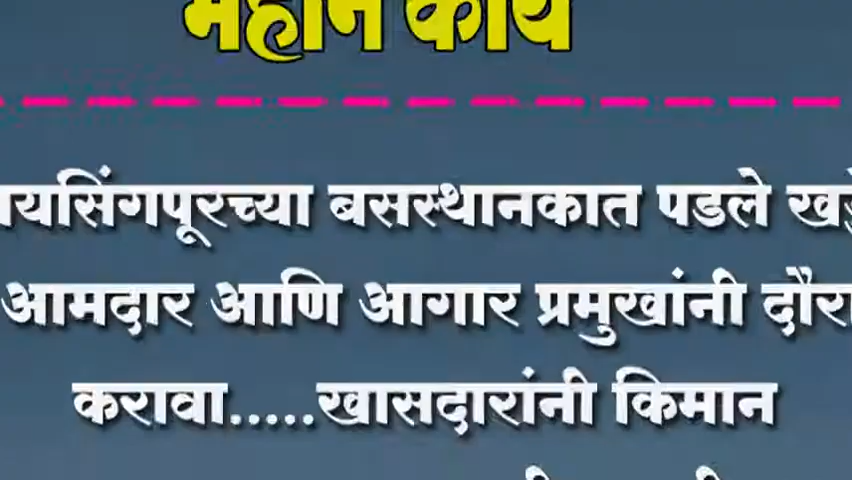 महान कार्य
यसिंगपूरच्या बसस्थानकात पडले
आमदार आणि आगार प्रमुखांनी
करावा.....खासदारांनी किमान